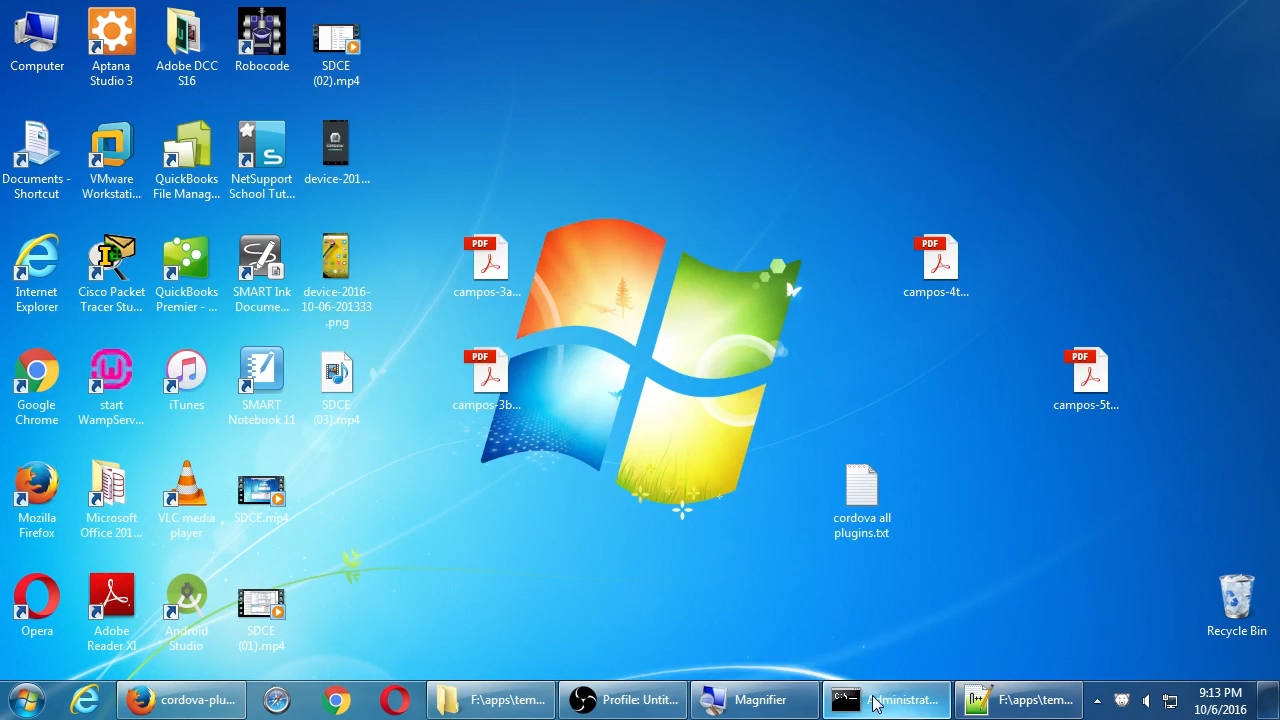 Computer
Aptana
Studio 3
Adobe DCC
S16
Robocode
SDCE
(02).mp4
Documents -
Shortcut
VMware
Workstati...
QuickBooks
File Manag...
NetSupport
School Tut...
device-201...
Internet
Explorer
Cisco Packet
Tracer Stu...
QuickBooks
Premier - ...
SMART Ink
Docume...
device-2016-
10-06-201333
.png
PDF
campos-3a...
PDF
campos-4t...
Google
Chrome
start
WampServ...
iTunes
SMART
Notebook 11
SDCE
(03).mp4
PDF
campos-3b...
PDF
campos-5t...
Mozilla
Firefox
Microsoft
Office 201...
VLC media
player
SDCE.mp4
cordova all
plugins.txt
Opera
Adobe
Reader XI
Android
Studio
SDCE
(01).mp4
Recycle Bin
cordova-plu...
F:\apps\tem...
Profile: Untit...
Magnifier
C:\.
Administrat...
F:\apps\tem...
9:13 PM
10/6/2016